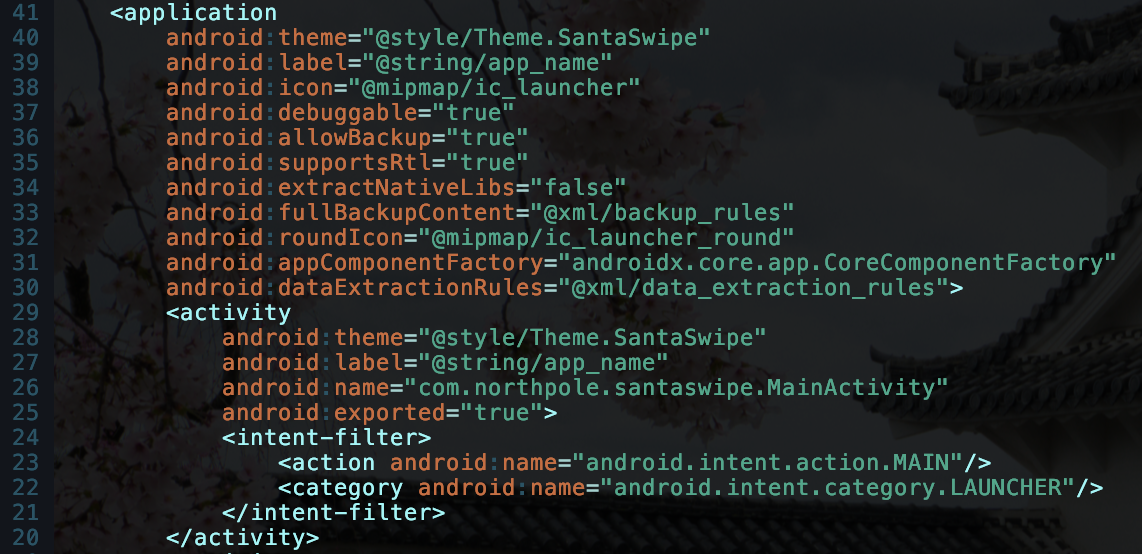 41    <application
40        android:theme="@style/Theme.SantaSwipe"
39        android:label="@string/app_name"
38        android:icon="@mipmap/ic_launcher"
37        android:debuggable="true"
36        android:allowBackup="true"
35        android:supportsRtl="true"
34        android:extractNativeLibs="false"
33        android:fullBackupContent="@xml/backup_rules"
32        android:roundIcon="@mipmap/ic_launcher_round"
31        android:appComponentFactory="androidx.core.app.CoreComponentFactory"
30        android:dataExtractionRules="@xml/data_extraction_rules">
29        <activity
28            android:theme="@style/Theme.SantaSwipe"
27            android:label="@string/app_name"
26            android:name="com.northpole.santaswipe.MainActivity"
25            android:exported="true">
24            <intent-filter>
23                <action android:name="android.intent.action.MAIN"/>
22                <category android:name="android.intent.category.LAUNCHER"/>
21            </intent-filter>
20        </activity>